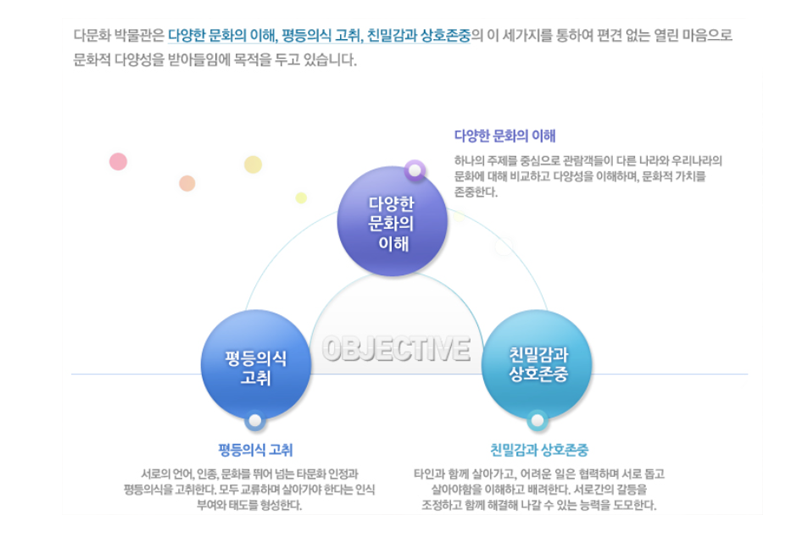 다문화 박물관은 다양한 문화의 이해, 평등의식 고취, 친밀감과 상호존중의 이 세가지를 통하여 편견 없는 열린 마음으로
문화적 다양성을 받아들임에 목적을 두고 있습니다.
다양한 문화의 이해
하나의 주제를 중심으로 관람객들이 다른 나라와 우리나라의
문화에 대해 비교하고 다양성을 이해하며, 문화적 가치를
존중한다.
다양한
문화의
이해
OBJECTIVE
평등의식
고취
친밀감과
상호존중
평등의식 고취
서로의 언어, 인종, 문화를 뛰어 넘는 타문화 인정과
평등의식을 고취한다. 모두 교류하며 살아가야 한다는 인식
부여와 태도를 형성한다.
친밀감과 상호존중
타인과 함께 살아가고, 어려운 일은 협력하며 서로 돕고
살아야함을 이해하고 배려한다. 서로간의 갈등을
조정하고 함께 해결해 나갈 수 있는 능력을 도모한다.